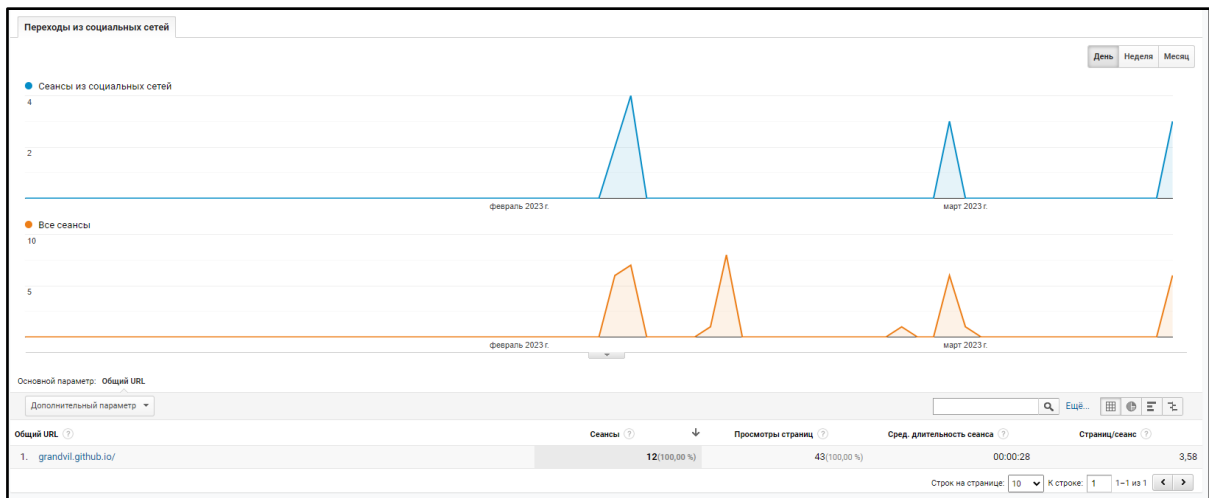 Переходы из социальных сетей
День Неделя Месяц
Сеансы из социальных сетей
4
2
февраль 2023 г. март 2023 г.
Все сеансы
10
5
февраль 2023 г. март 2023 г.
Основной параметр: Общий URL
Дополнительный параметр
Ещё...
Общий URL ? Сеансы ? Просмотры страниц ? Сред. длительность сеанса ? Страниц/сеанс ?
1. grandvil.github.io/ 12(100,00 %) 43(100,00 %) 00:00:28 3,58
Строк на странице: 10 К строке: 1 1–1 из 1